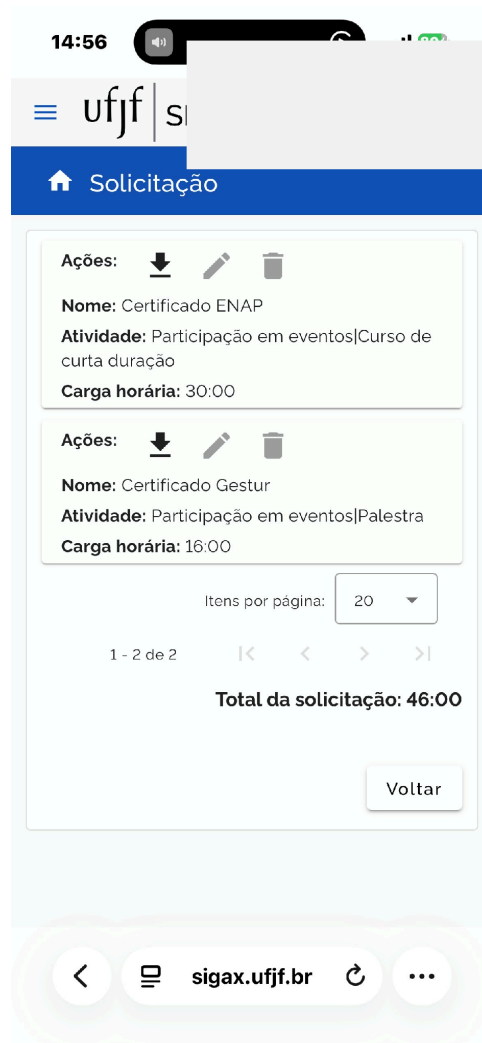 14:56
ufjf
Solicitação
Ações:
Nome: Certificado ENAP
Atividade: Participação em eventos|Curso de
curta duração
Carga horária: 30:00
Ações:
Nome: Certificado Gestur
Atividade: Participação em eventos|Palestra
Carga horária: 16:00
Itens por página: 20
1 - 2 de 2
Total da solicitação: 46:00
Voltar
sigax.ufjf.br